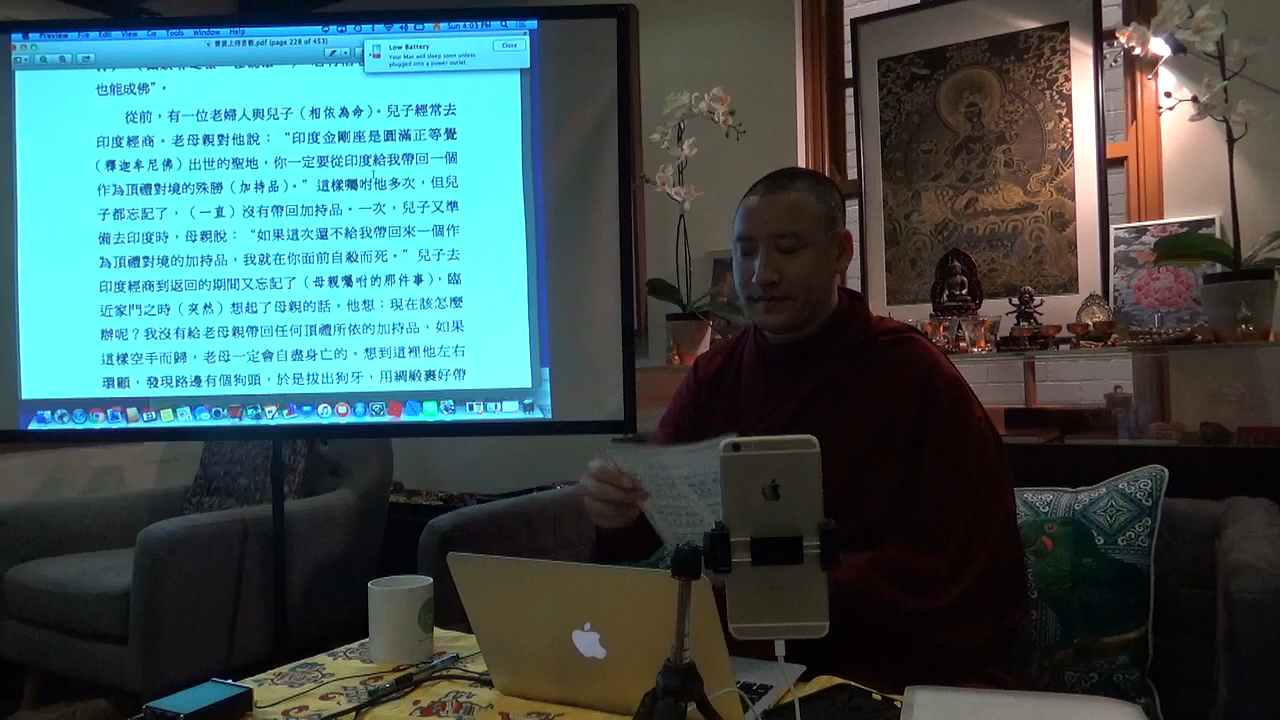 Preview File Edit View Go Tools Window Help
Sun 4:03 PM
普賢上師言教.pdf (page 228 of 453)
Low Battery
Your Mac will sleep soon unless
plugged into a power outlet.
Close
也能成佛”。
從前，有一位老婦人與兒子（相依為命）。兒子經常去
印度經商。老母親對他說：“印度金剛座是圓滿正等覺
（釋迦牟尼佛）出世的聖地，你一定要從印度給我帶回一個
作為頂禮對境的殊勝（加持品）。”這樣囑咐他多次，但兒
子都忘記了，（一直）沒有帶回加持品。一次，兒子又準
備去印度時，母親說：“如果這次還不給我帶回來一個作
為頂禮對境的加持品，我就在你面前自殺而死。”兒子去
印度經商到返回的期間又忘記了（母親囑咐的那件事），臨
近家門之時（突然）想起了母親的話。他想：現在該怎麼
辦呢？我沒有給老母親帶回任何頂禮所依的加持品，如果
這樣空手而歸，老母一定會自盡身亡的。想到這裡他左右
環顧，發現路邊有個狗頭，於是拔出狗牙，用綢緞裹好帶